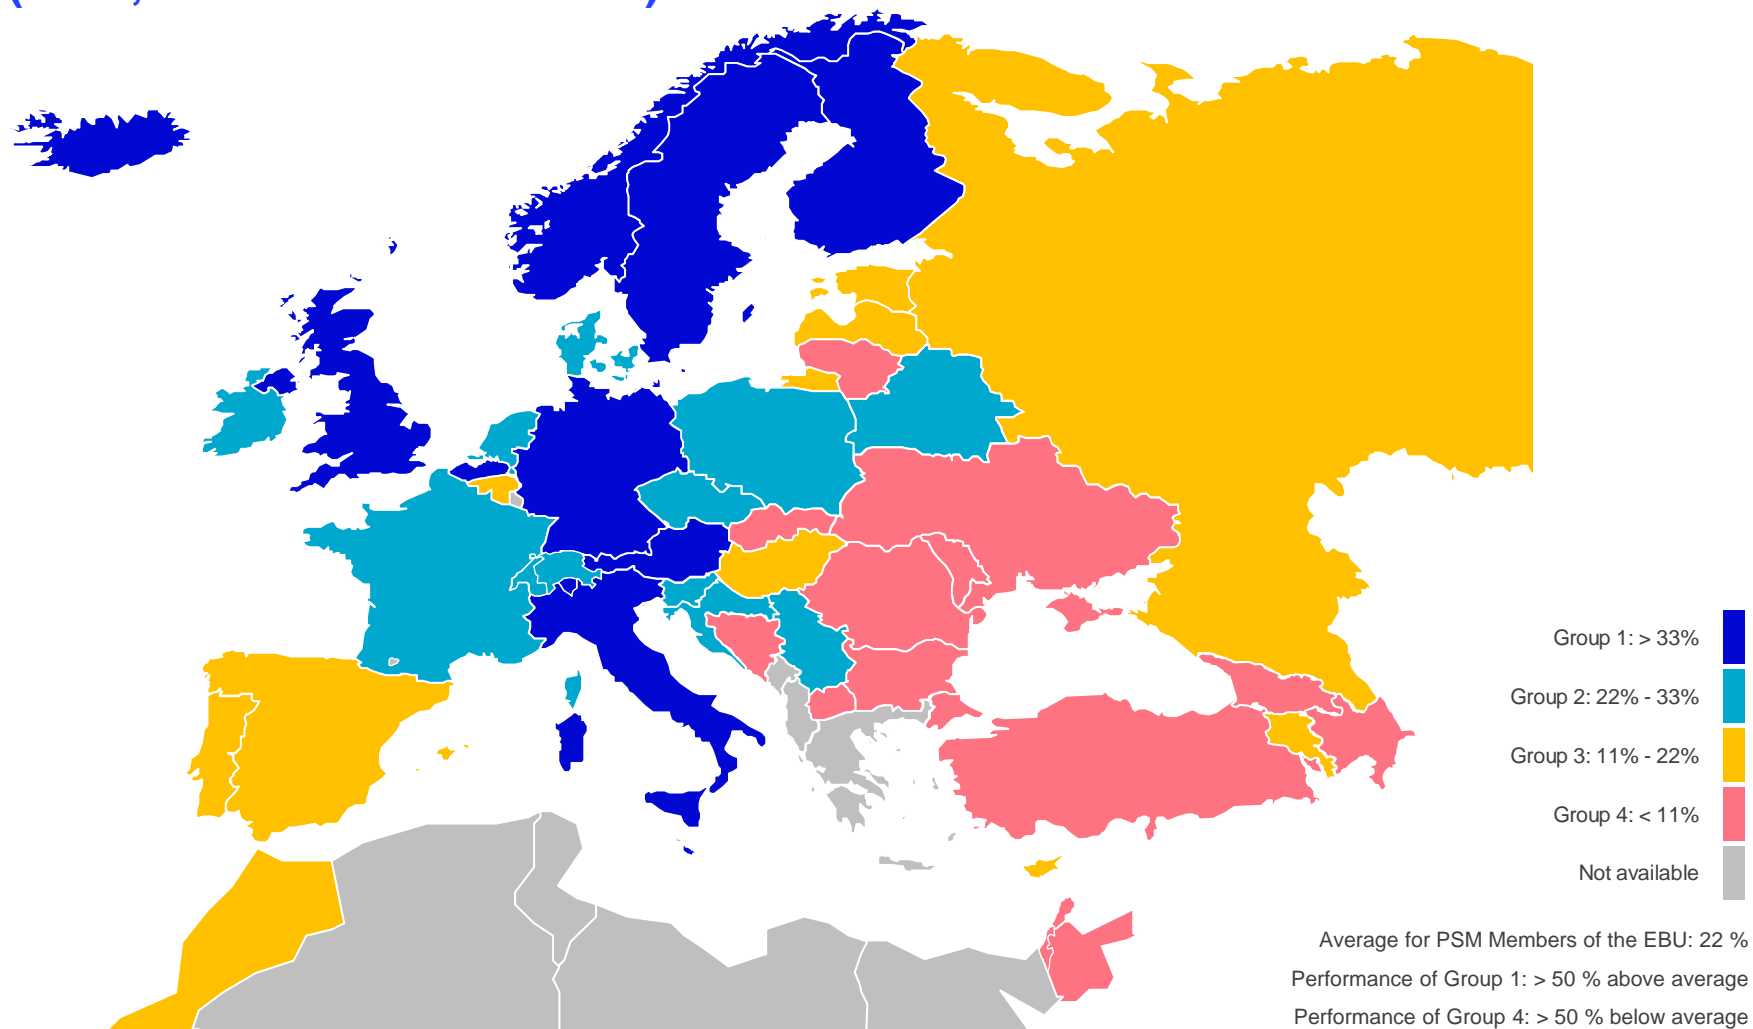 Group 1: > 33%
Group 2: 22% - 33%
Group 3: 11% - 22%
Group 4: < 11%
Not available
Average for PSM Members of the EBU: 22 %
Performance of Group 1: > 50 % above average
Performance of Group 4: > 50 % below average